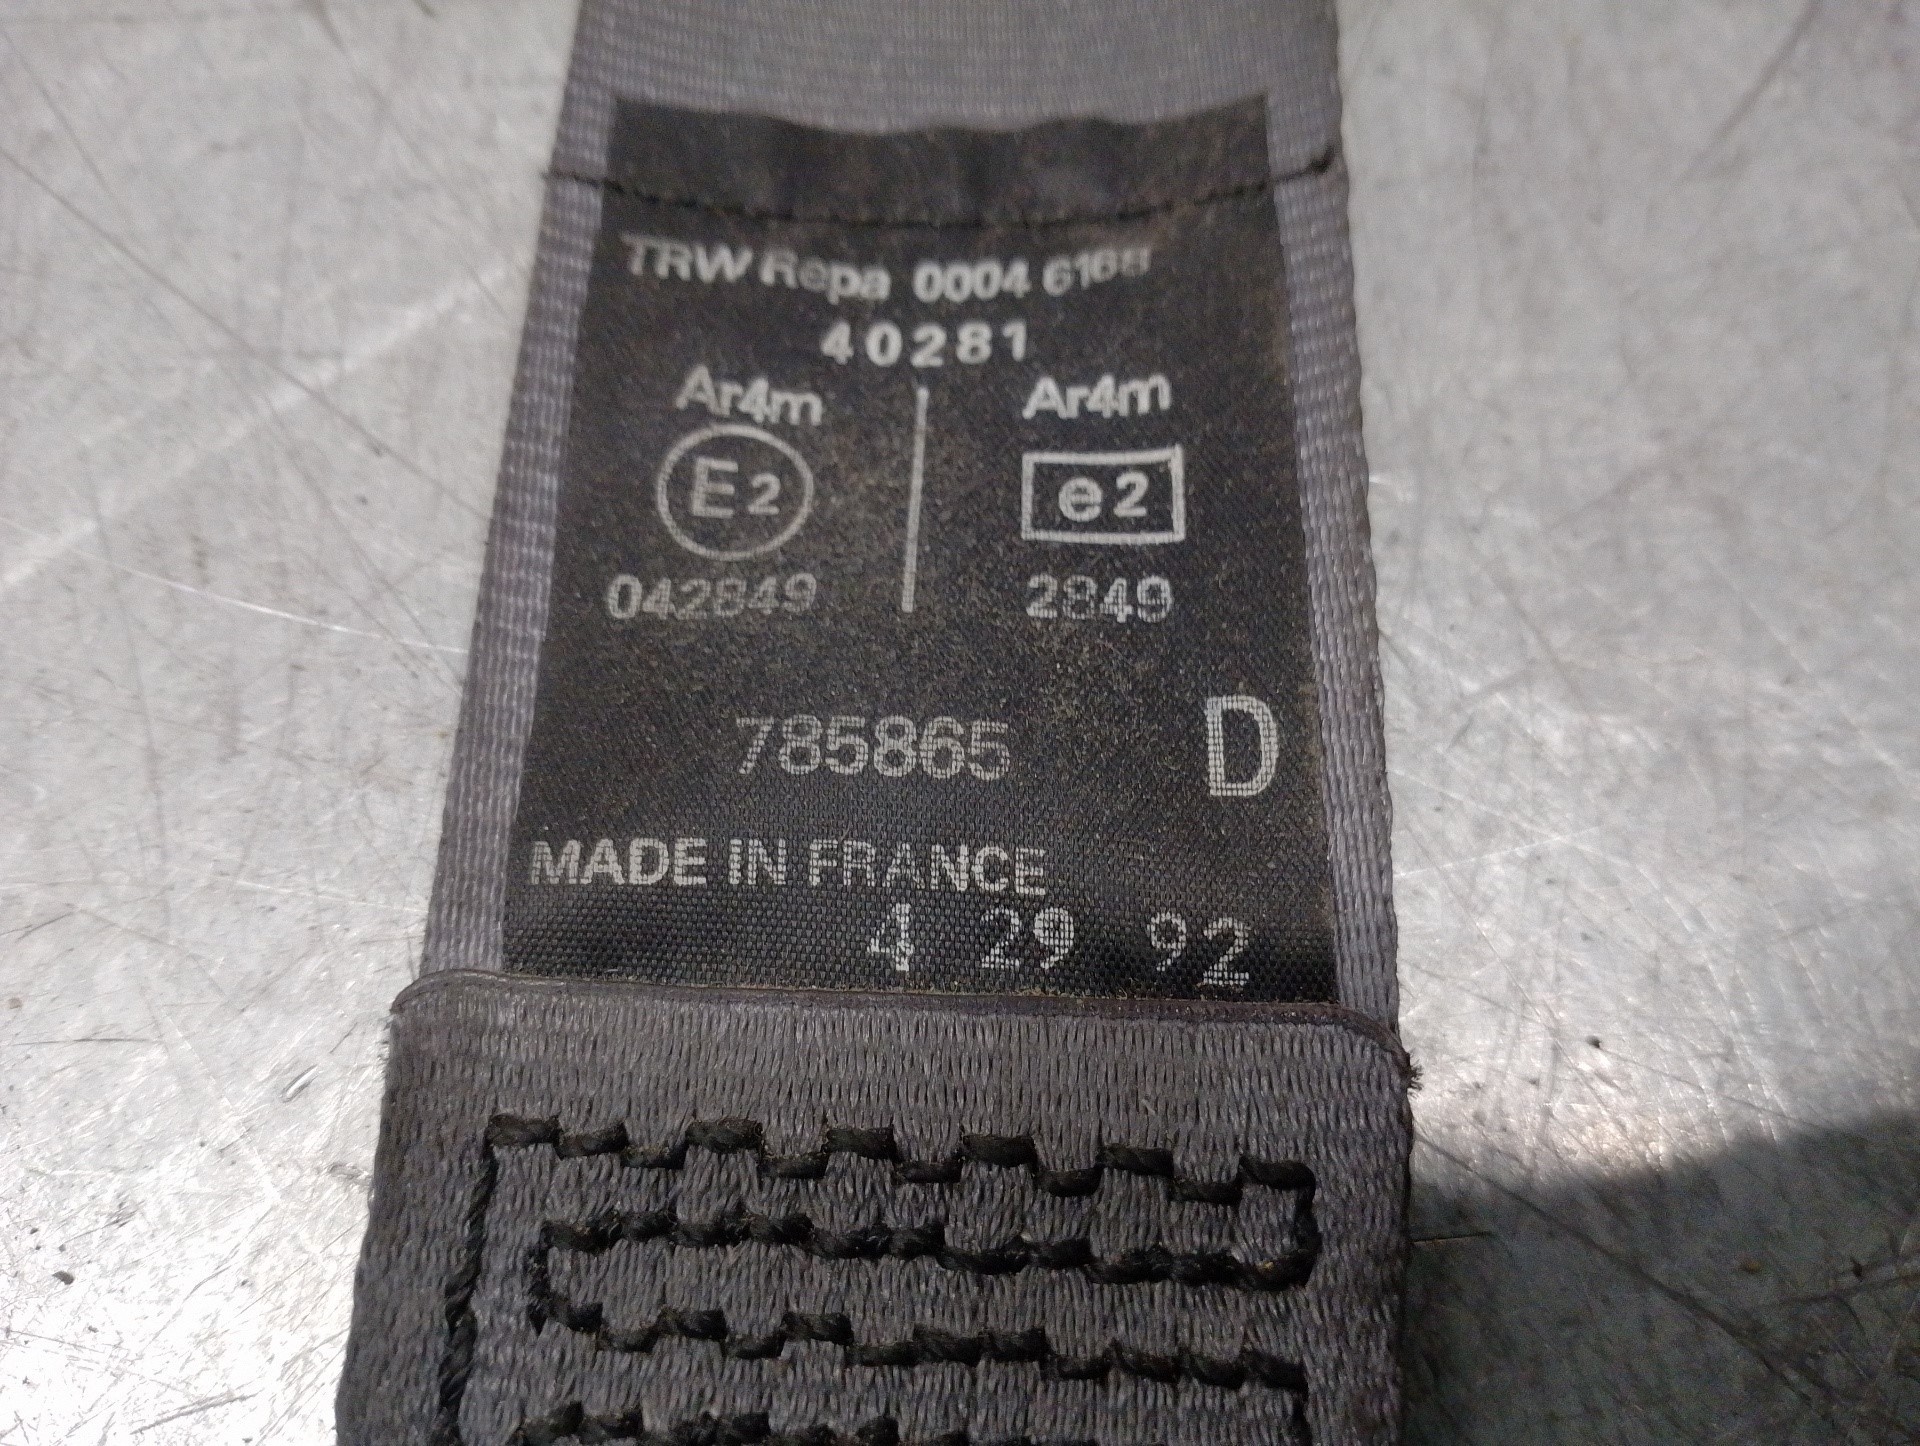 TRW Repa 0004 6168
40281
Ar4m Ar4m
E2 e2
042849 2849
785865 D
MADE IN FRANCE
4 29 92